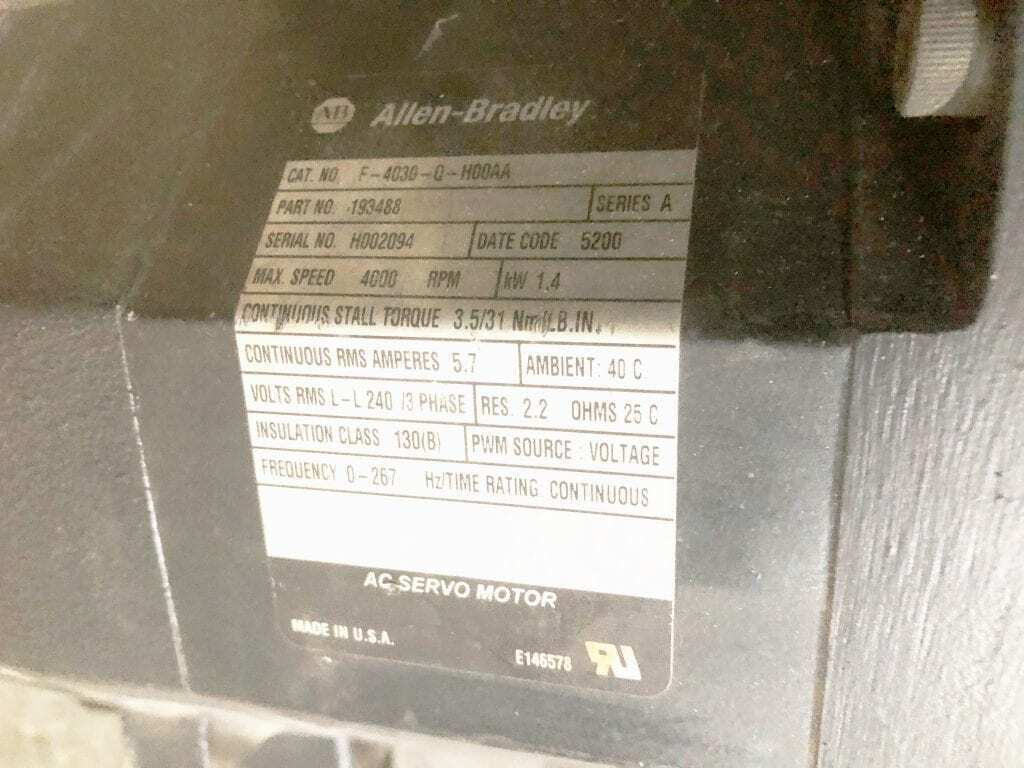 AB Allen-Bradley
CAT. NO. F-4030-Q-H00AA
PART NO. 193488 SERIES A
SERIAL NO. H002094 DATE CODE 5200
MAX. SPEED 4000 RPM kW 1.4
CONTINUOUS STALL TORQUE 3.5/31 Nm/LB.IN.
CONTINUOUS RMS AMPERES 5.7 AMBIENT: 40 C
VOLTS RMS L-L 240 /3 PHASE RES. 2.2 OHMS 25 C
INSULATION CLASS 130(B) PWM SOURCE : VOLTAGE
FREQUENCY 0-267 Hz/TIME RATING CONTINUOUS
AC SERVO MOTOR
MADE IN U.S.A.
E146578 RU